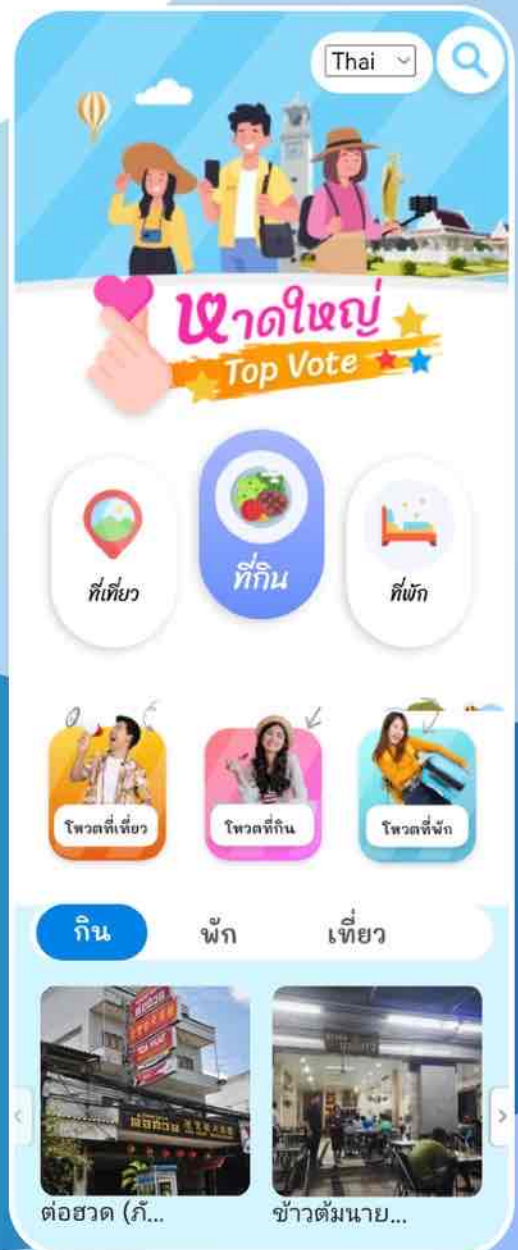 Thai
หาดใหญ่
Top Vote
ที่เที่ยว
ที่กิน
ที่พัก
โหวตที่เที่ยว
โหวตที่กิน
โหวตที่พัก
กิน พัก เที่ยว
ต่อฮวด (ภั...
ข้าวต้มนาย...